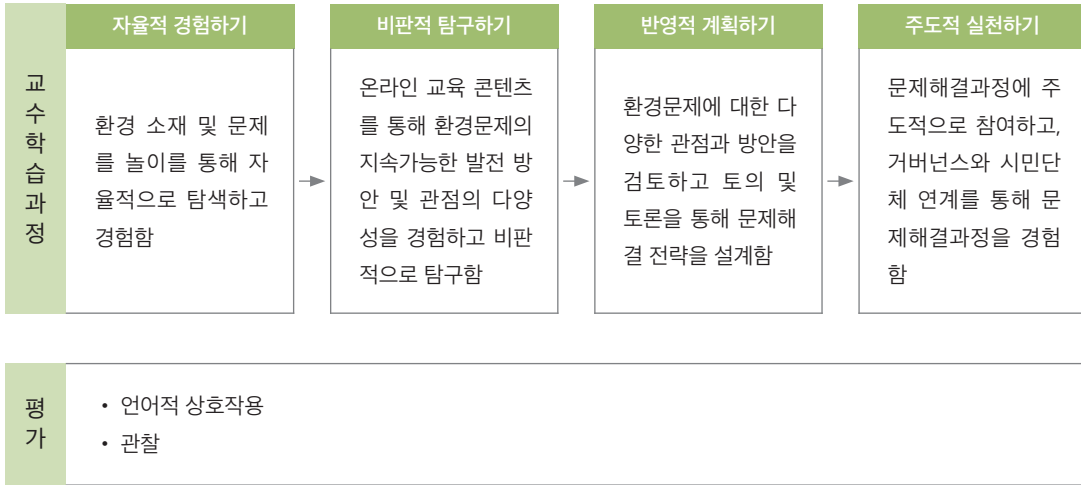 교수학습과정
자율적 경험하기
환경 소재 및 문제
를 놀이를 통해 자
율적으로 탐색하고
경험함
비판적 탐구하기
온라인 교육 콘텐츠
를 통해 환경문제의
지속가능한 발전 방
안 및 관점의 다양
성을 경험하고 비판
적으로 탐구함
반영적 계획하기
환경문제에 대한 다
양한 관점과 방안을
검토하고 토의 및
토론을 통해 문제해
결 전략을 설계함
주도적 실천하기
문제해결과정에 주
도적으로 참여하고,
거버넌스와 시민단
체 연계를 통해 문
제해결과정을 경험
함
평가
• 언어적 상호작용
• 관찰